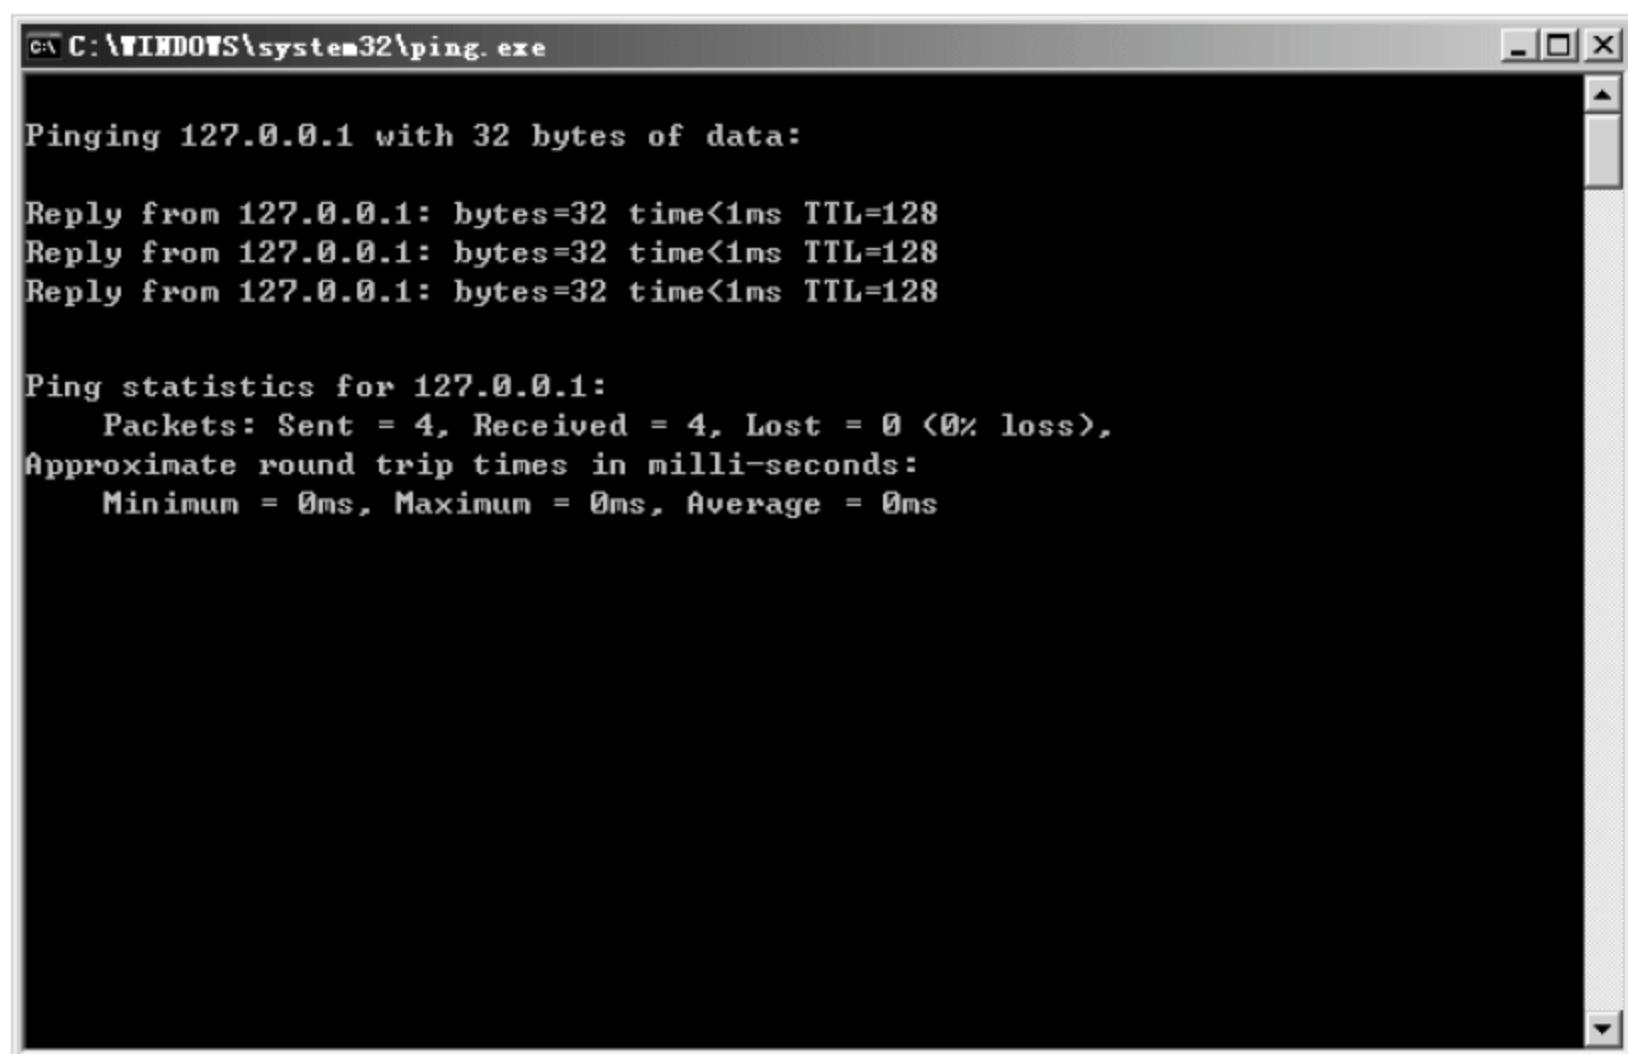 C:\WINDOWS\system32\ping.exe
Pinging 127.0.0.1 with 32 bytes of data:
Reply from 127.0.0.1: bytes=32 time<1ms TTL=128
Reply from 127.0.0.1: bytes=32 time<1ms TTL=128
Reply from 127.0.0.1: bytes=32 time<1ms TTL=128
Ping statistics for 127.0.0.1:
    Packets: Sent = 4, Received = 4, Lost = 0 (0% loss),
Approximate round trip times in milli-seconds:
    Minimum = 0ms, Maximum = 0ms, Average = 0ms